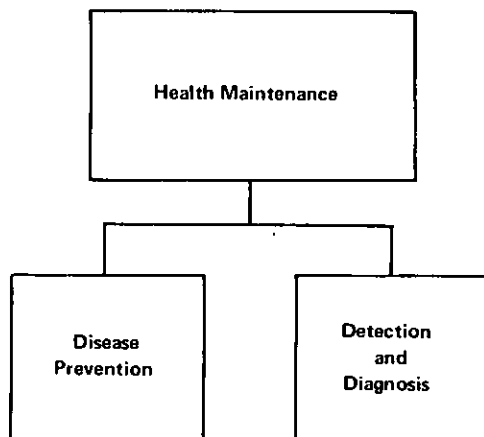 Health Maintenance
Disease
Prevention
Detection
and
Diagnosis